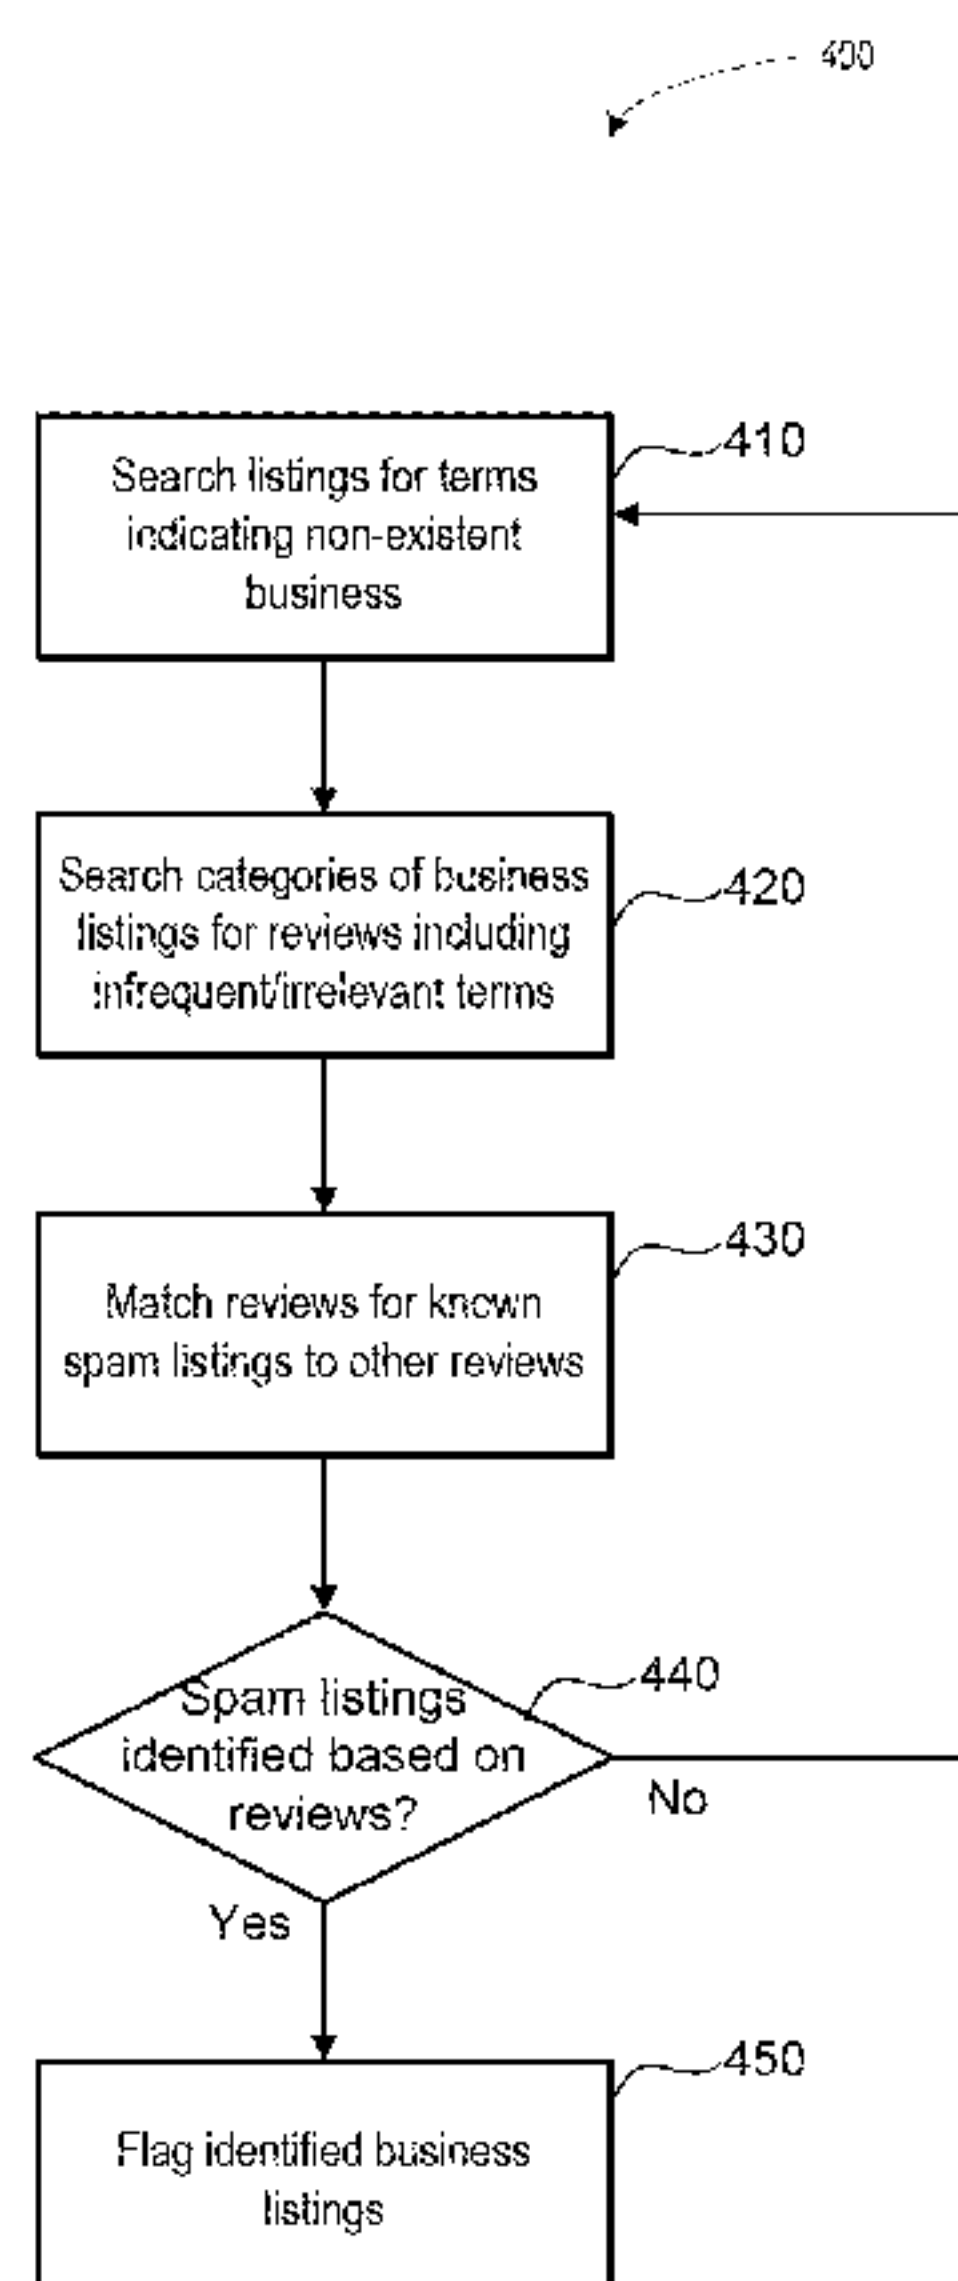 400
Search listings for terms
indicating non-existent
business
410
Search categories of business
listings for reviews including
infrequent/irrelevant terms
420
Match reviews for known
spam listings to other reviews
430
Spam listings
identified based on
reviews?
440
No
Yes
Flag identified business
listings
450